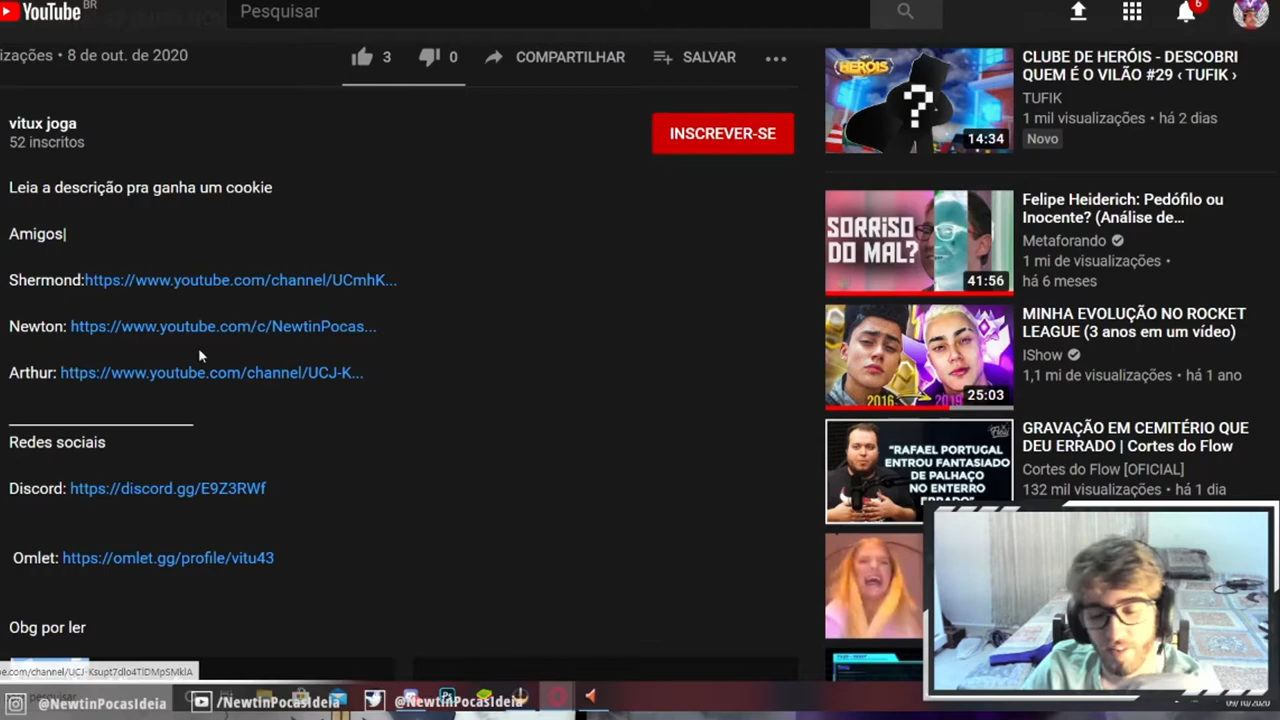 YouTube BR
Pesquisar
6
izações • 8 de out. de 2020
3
0
COMPARTILHAR
SALVAR
vitux joga
52 inscritos
INSCREVER-SE
Leia a descrição pra ganha um cookie
Amigos|
Shermond:https://www.youtube.com/channel/UCmhK...
Newton: https://www.youtube.com/c/NewtinPocas...
Arthur: https://www.youtube.com/channel/UCJ-K...
Redes sociais
Discord: https://discord.gg/E9Z3RWf
Omlet: https://omlet.gg/profile/vitu43
Obg por ler
HERÓIS
?
14:34
CLUBE DE HERÓIS - DESCOBRI
QUEM É O VILÃO #29 ‹ TUFIK ›
TUFIK
1 mil visualizações • há 2 dias
Novo
SORRISO
DO MAL?
41:56
Felipe Heiderich: Pedófilo ou
Inocente? (Análise de...
Metaforando
1 mi de visualizações •
há 6 meses
2016
2019
25:03
MINHA EVOLUÇÃO NO ROCKET
LEAGUE (3 anos em um vídeo)
IShow
1,1 mi de visualizações • há 1 ano
"RAFAEL PORTUGAL
ENTROU FANTASIADO
DE PALHAÇO
NO ENTERRO
ERRADO"
GRAVAÇÃO EM CEMITÉRIO QUE
DEU ERRADO | Cortes do Flow
Cortes do Flow [OFICIAL]
132 mil visualizações • há 1 dia
@NewtinPocasIdeia
/NewtinPocasIdeia
@NewtinPocasIdeia
09/10/2020